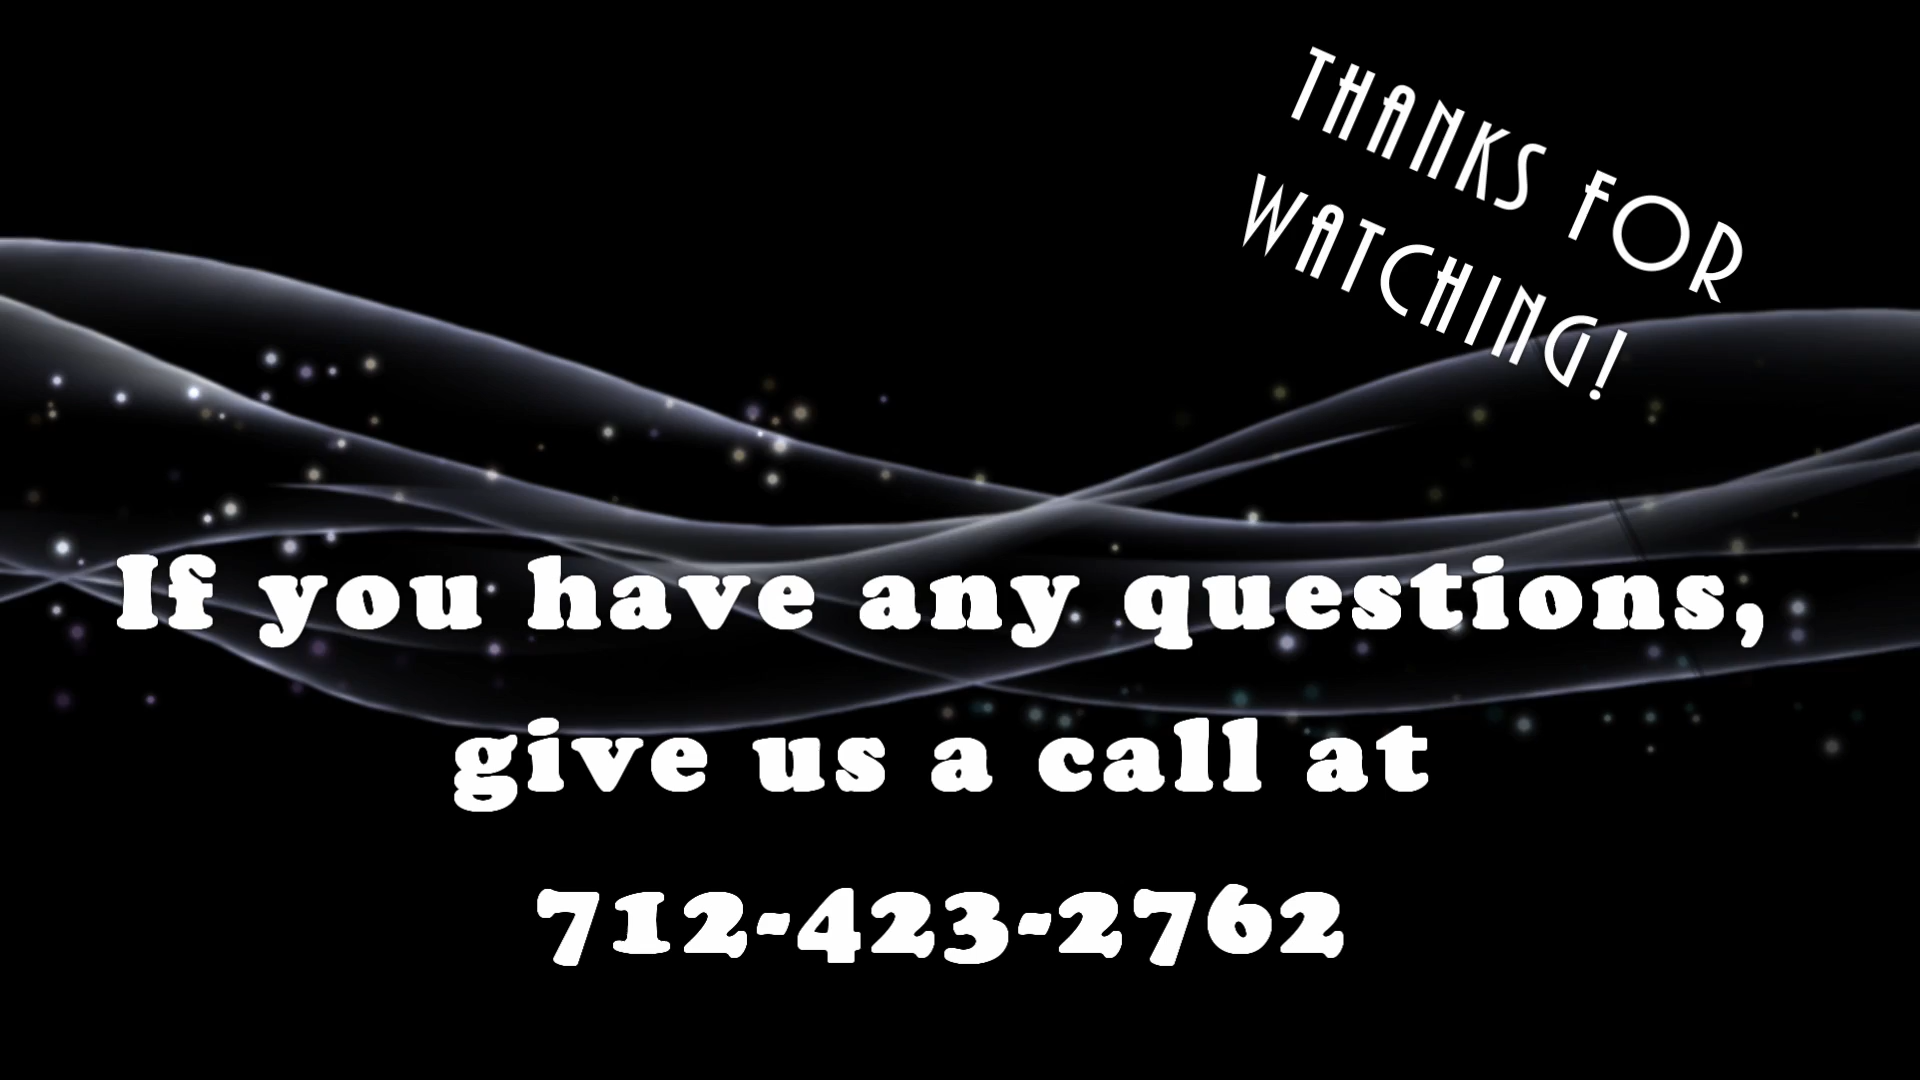 THANKS FOR
WATCHING!
If you have any questions,
give us a call at
712-423-2762